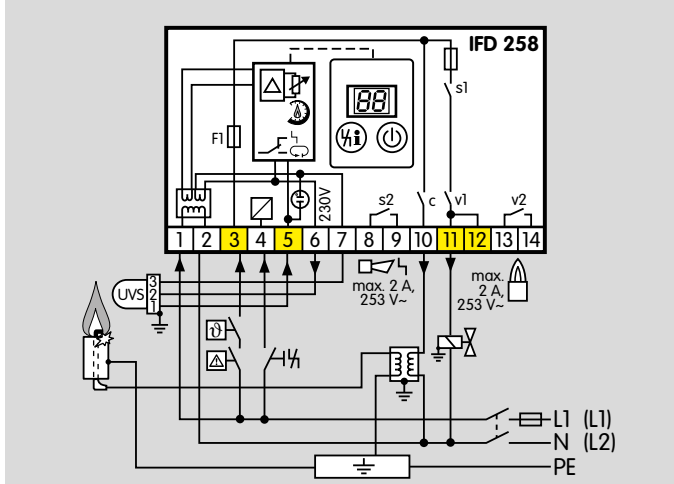 IFD 258
88
s1
F1
i
230V
s2
c
v1
v2
1 2 3 4 5 6 7 8 9 10 11 12 13 14
max. 2 A,
253 V~
max.
2 A,
253 V~
3
2
1
UVS
ϑ
L1 (L1)
N (L2)
PE